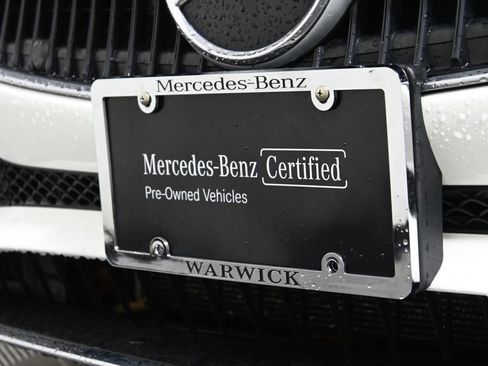 Mercedes-Benz
Mercedes-Benz Certified
Pre-Owned Vehicles
WARWICK